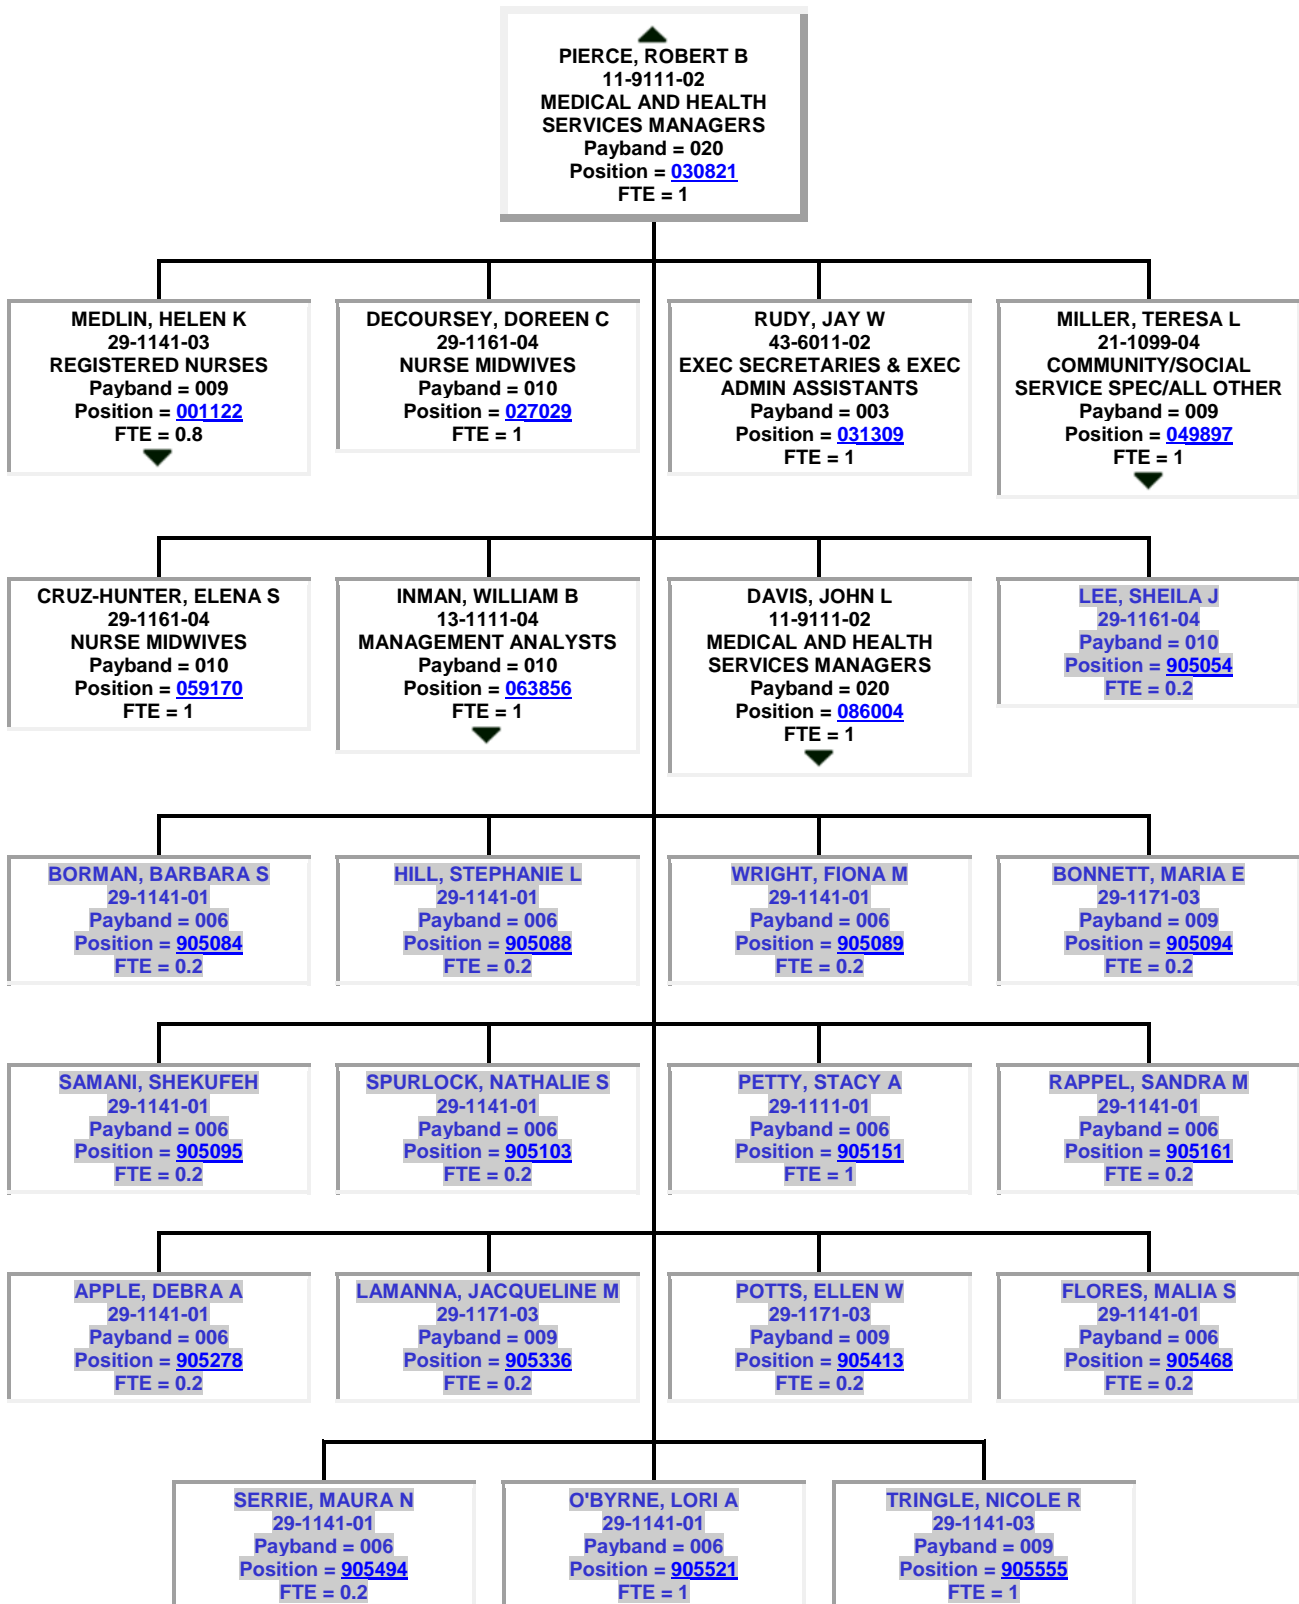 PIERCE, ROBERT B
11-9111-02
MEDICAL AND HEALTH
SERVICES MANAGERS
Payband = 020
Position = 030821
FTE = 1
MEDLIN, HELEN K
29-1141-03
REGISTERED NURSES
Payband = 009
Position = 001122
FTE = 0.8
DECOURSEY, DOREEN C
29-1161-04
NURSE MIDWIVES
Payband = 010
Position = 027029
FTE = 1
RUDY, JAY W
43-6011-02
EXEC SECRETARIES & EXEC
ADMIN ASSISTANTS
Payband = 003
Position = 031309
FTE = 1
MILLER, TERESA L
21-1099-04
COMMUNITY/SOCIAL
SERVICE SPEC/ALL OTHER
Payband = 009
Position = 049897
FTE = 1
CRUZ-HUNTER, ELENA S
29-1161-04
NURSE MIDWIVES
Payband = 010
Position = 059170
FTE = 1
INMAN, WILLIAM B
13-1111-04
MANAGEMENT ANALYSTS
Payband = 010
Position = 063856
FTE = 1
DAVIS, JOHN L
11-9111-02
MEDICAL AND HEALTH
SERVICES MANAGERS
Payband = 020
Position = 086004
FTE = 1
LEE, SHEILA J
29-1161-04
Payband = 010
Position = 905054
FTE = 0.2
BORMAN, BARBARA S
29-1141-01
Payband = 006
Position = 905084
FTE = 0.2
HILL, STEPHANIE L
29-1141-01
Payband = 006
Position = 905088
FTE = 0.2
WRIGHT, FIONA M
29-1141-01
Payband = 006
Position = 905089
FTE = 0.2
BONNETT, MARIA E
29-1171-03
Payband = 009
Position = 905094
FTE = 0.2
SAMANI, SHEKUFEH
29-1141-01
Payband = 006
Position = 905095
FTE = 0.2
SPURLOCK, NATHALIE S
29-1141-01
Payband = 006
Position = 905103
FTE = 0.2
PETTY, STACY A
29-1111-01
Payband = 006
Position = 905151
FTE = 1
RAPPEL, SANDRA M
29-1141-01
Payband = 006
Position = 905161
FTE = 0.2
APPLE, DEBRA A
29-1141-01
Payband = 006
Position = 905278
FTE = 0.2
LAMANNA, JACQUELINE M
29-1171-03
Payband = 009
Position = 905336
FTE = 0.2
POTTS, ELLEN W
29-1171-03
Payband = 009
Position = 905413
FTE = 0.2
FLORES, MALIA S
29-1141-01
Payband = 006
Position = 905468
FTE = 0.2
SERRIE, MAURA N
29-1141-01
Payband = 006
Position = 905494
FTE = 0.2
O'BYRNE, LORI A
29-1141-01
Payband = 006
Position = 905521
FTE = 1
TRINGLE, NICOLE R
29-1141-03
Payband = 009
Position = 905555
FTE = 1